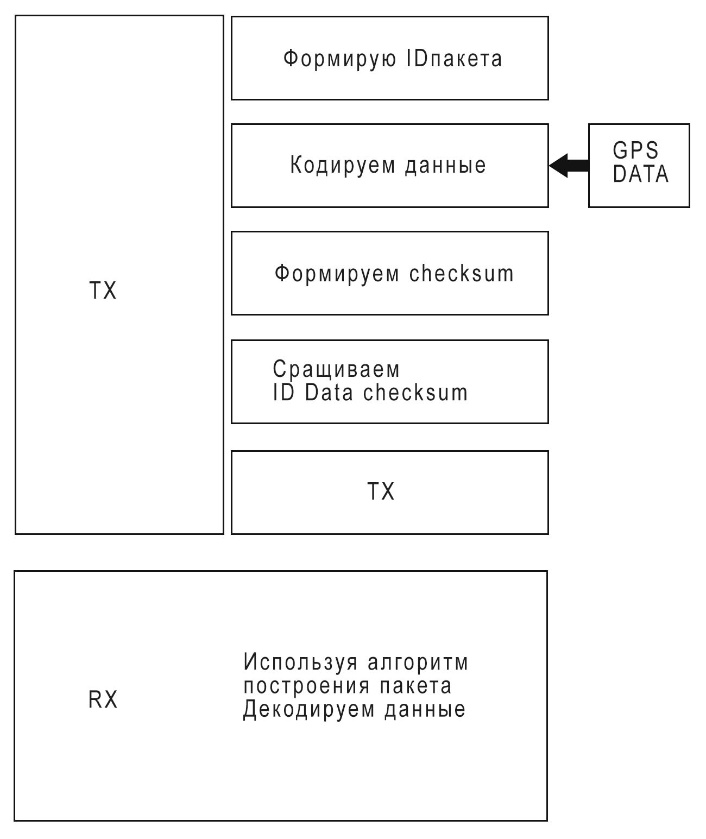 Формирую IDпакета
Кодируем данные
GPS
DATA
TX
Формируем checksum
Сращиваем
ID Data checksum
TX
RX
Используя алгоритм
построения пакета
Декодируем данные